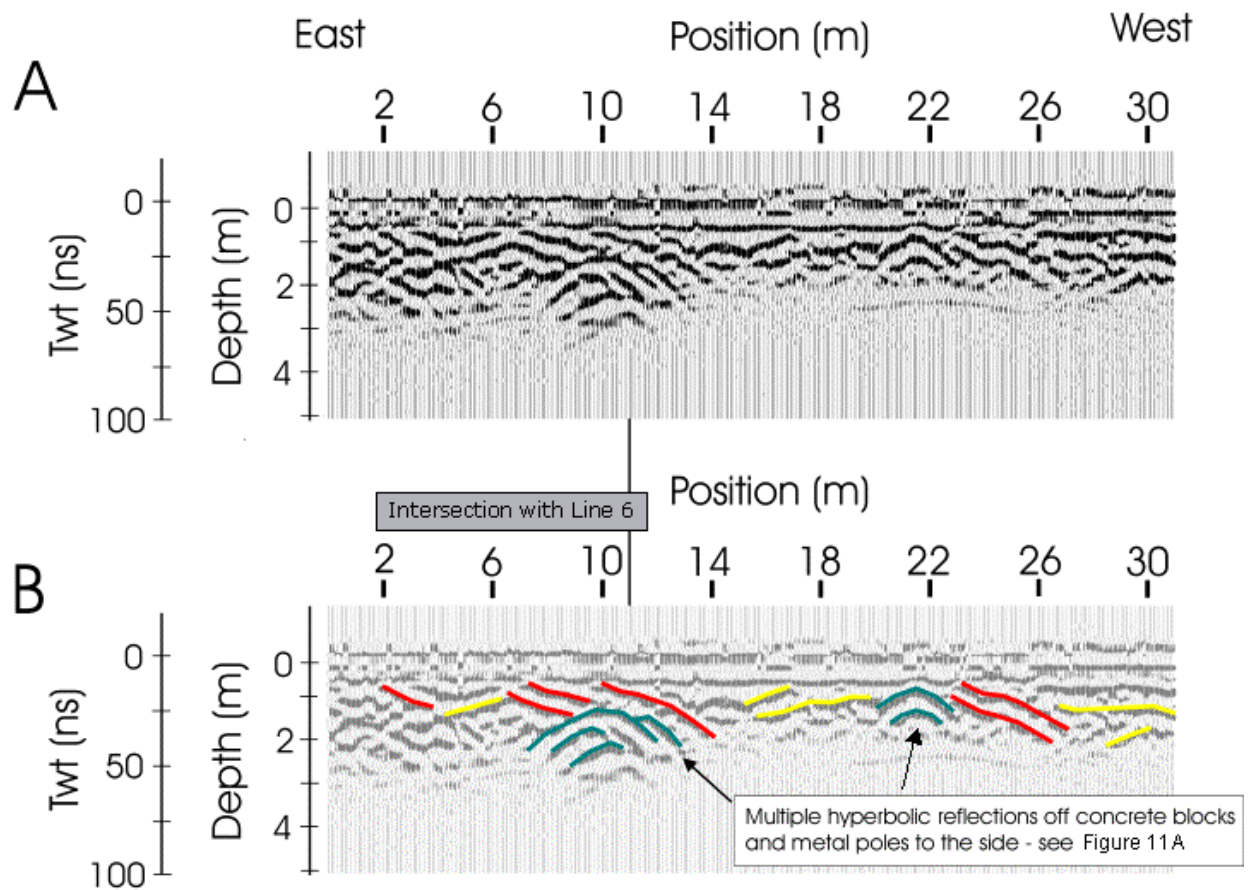 East Position (m) West
A
2 6 10 14 18 22 26 30
Twt (ns)
0
50
100
Depth (m)
0
2
4
Intersection with Line 6
Position (m)
B
2 6 10 14 18 22 26 30
Twt (ns)
0
50
100
Depth (m)
0
2
4
Multiple hyperbolic reflections off concrete blocks
and metal poles to the side - see Figure 11A